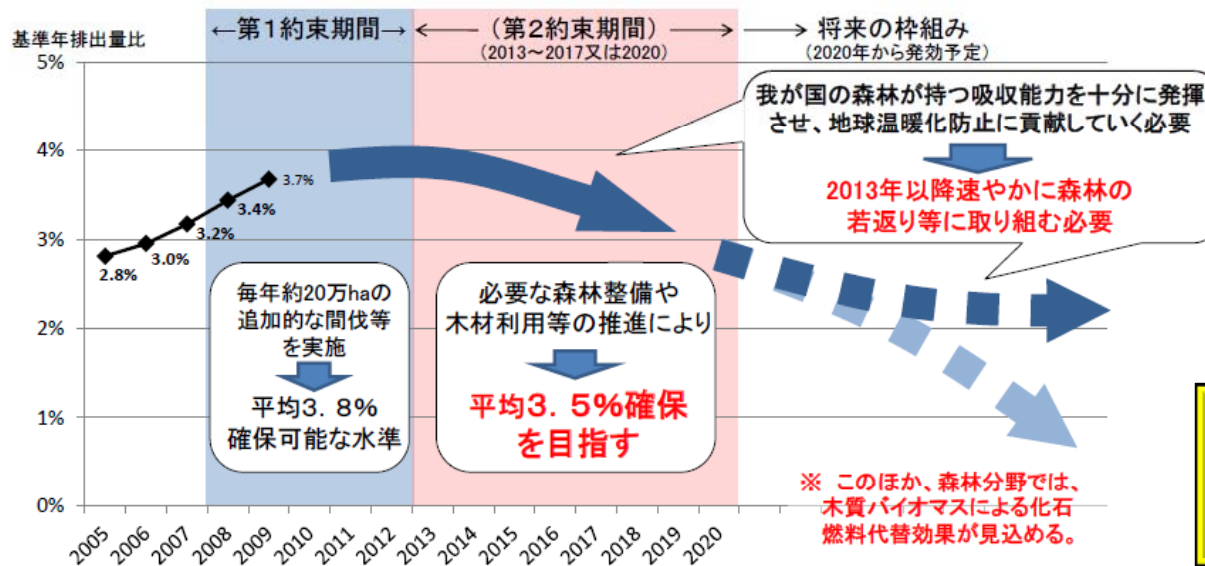 基準年排出量比
←第1約束期間→
←── (第2約束期間) ──→
(2013～2017又は2020)
将来の枠組み
(2020年から発効予定)
5%
4%
3%
2%
1%
0%
我が国の森林が持つ吸収能力を十分に発揮
させ、地球温暖化防止に貢献していく必要
2013年以降速やかに森林の
若返り等に取り組む必要
2.8%
3.0%
3.2%
3.4%
3.7%
毎年約20万haの
追加的な間伐等
を実施
平均3．8%
確保可能な水準
必要な森林整備や
木材利用等の推進により
平均3．5%確保
を目指す
※ このほか、森林分野では、
木質バイオマスによる化石
燃料代替効果が見込める。
2005
2006
2007
2008
2009
2010
2011
2012
2013
2014
2015
2016
2017
2018
2019
2020